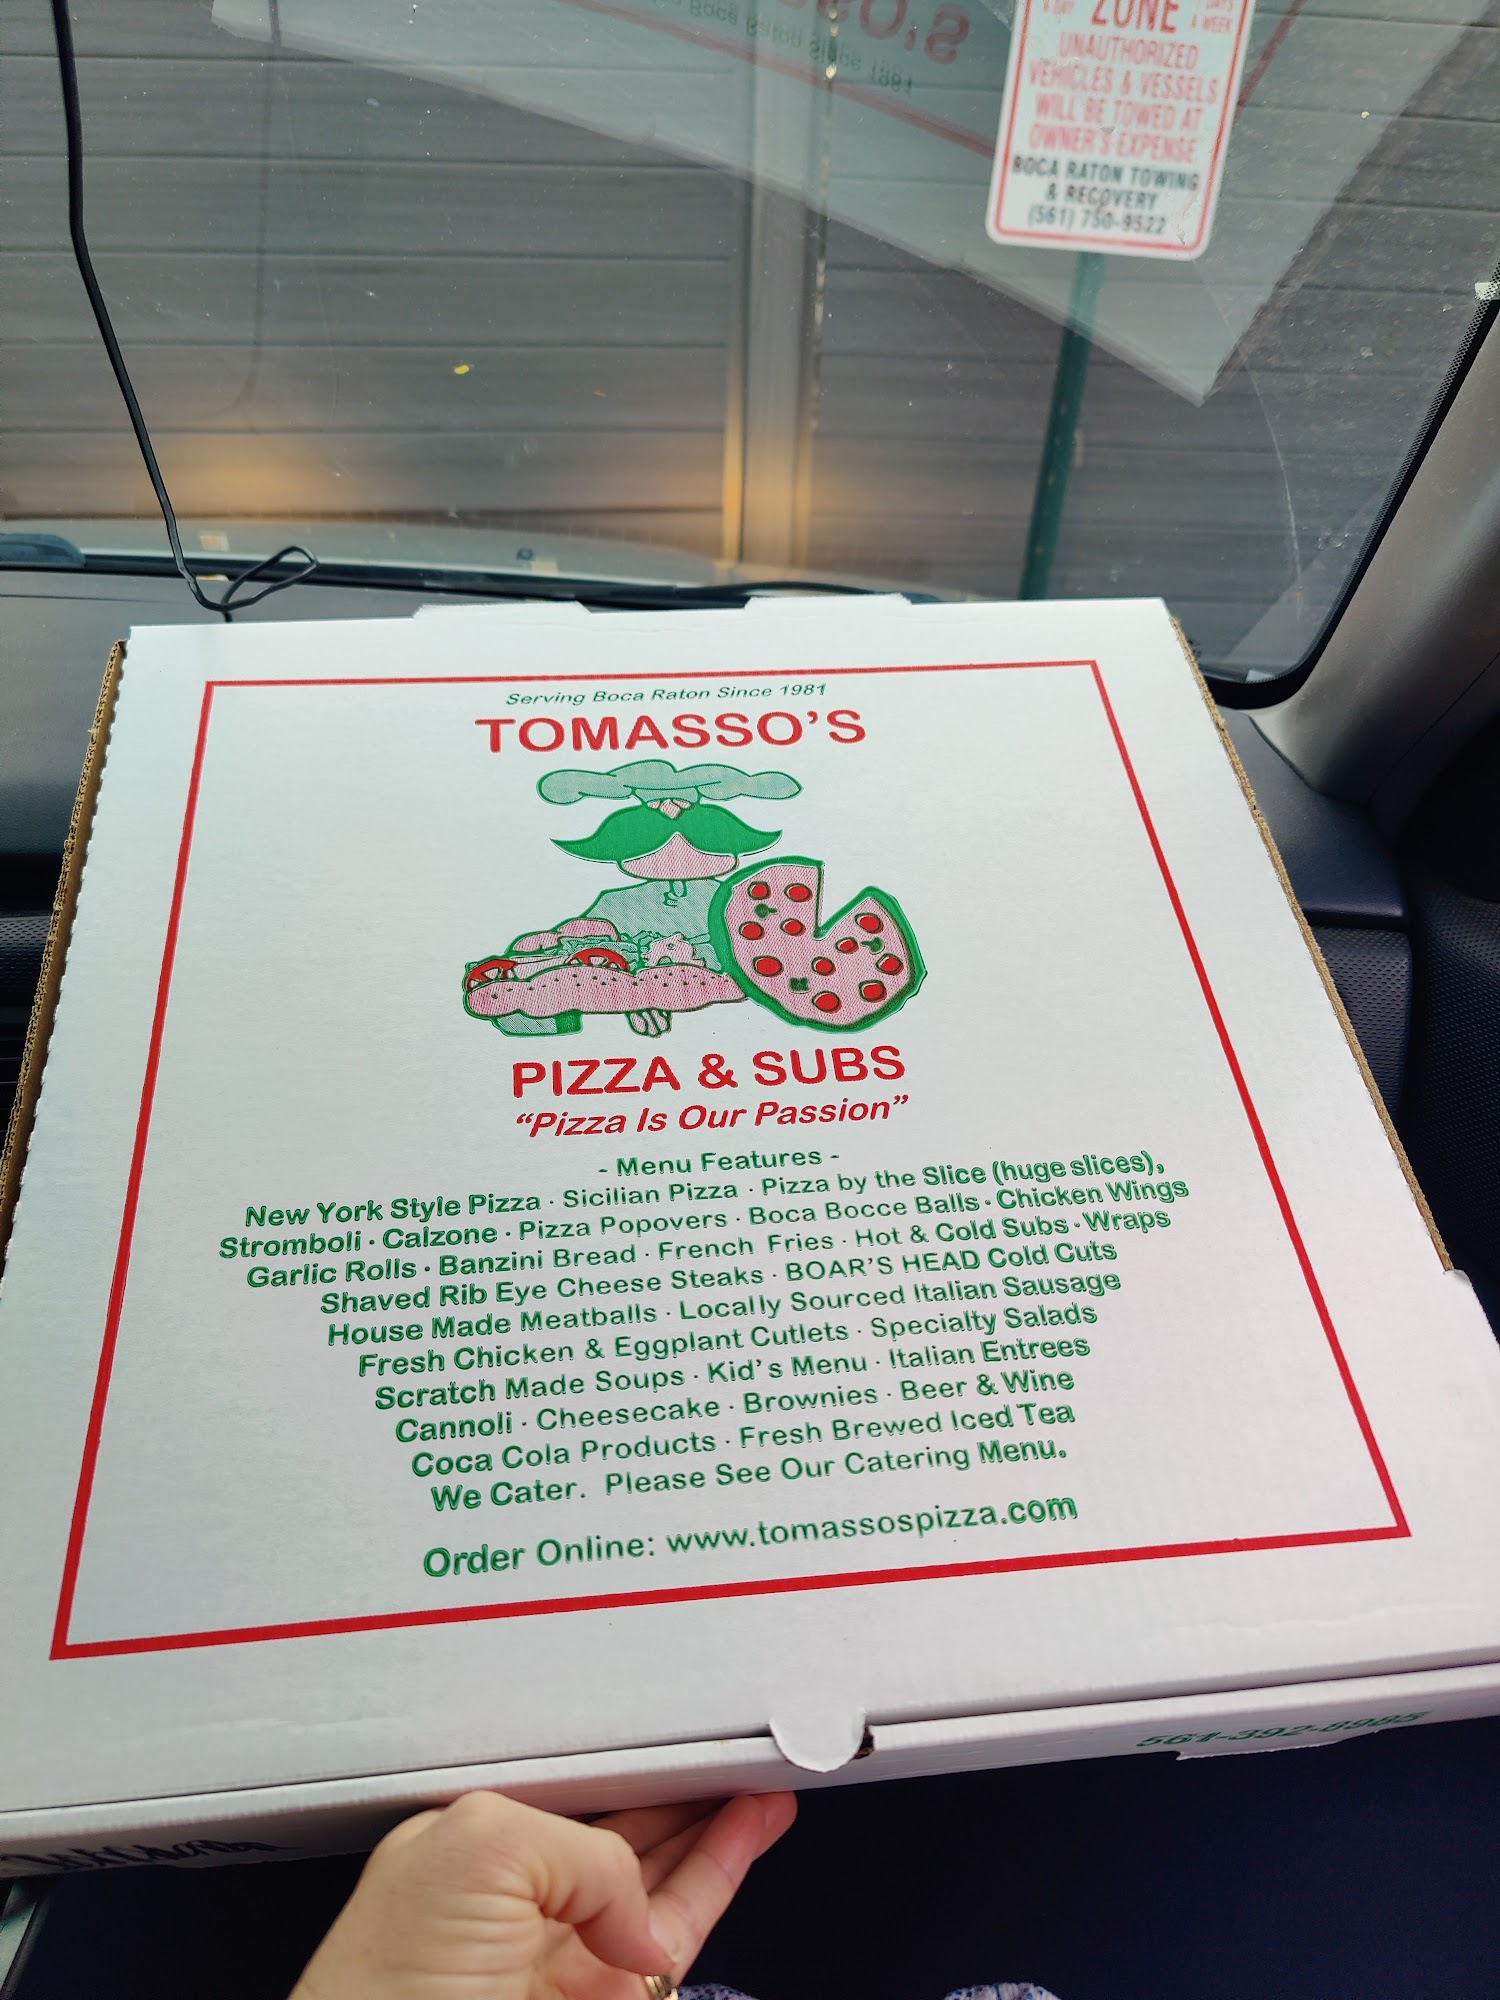 ZONE
UNAUTHORIZED
VEHICLES & VESSELS
WILL BE TOWED AT
OWNER'S EXPENSE
BOCA RATON TOWING
& RECOVERY
(561) 750-9522
Serving Boca Raton Since 1981
TOMASSO'S
PIZZA & SUBS
“Pizza Is Our Passion”
- Menu Features -
New York Style Pizza · Sicilian Pizza · Pizza by the Slice (huge slices),
Stromboli · Calzone · Pizza Popovers · Boca Bocce Balls · Chicken Wings
Garlic Rolls · Banzini Bread · French Fries · Hot & Cold Subs · Wraps
Shaved Rib Eye Cheese Steaks · BOAR'S HEAD Cold Cuts
House Made Meatballs · Locally Sourced Italian Sausage
Fresh Chicken & Eggplant Cutlets · Specialty Salads
Scratch Made Soups · Kid's Menu · Italian Entrees
Cannoli · Cheesecake · Brownies · Beer & Wine
Coca Cola Products · Fresh Brewed Iced Tea
We Cater. Please See Our Catering Menu.
Order Online: www.tomassospizza.com
561-392-8985